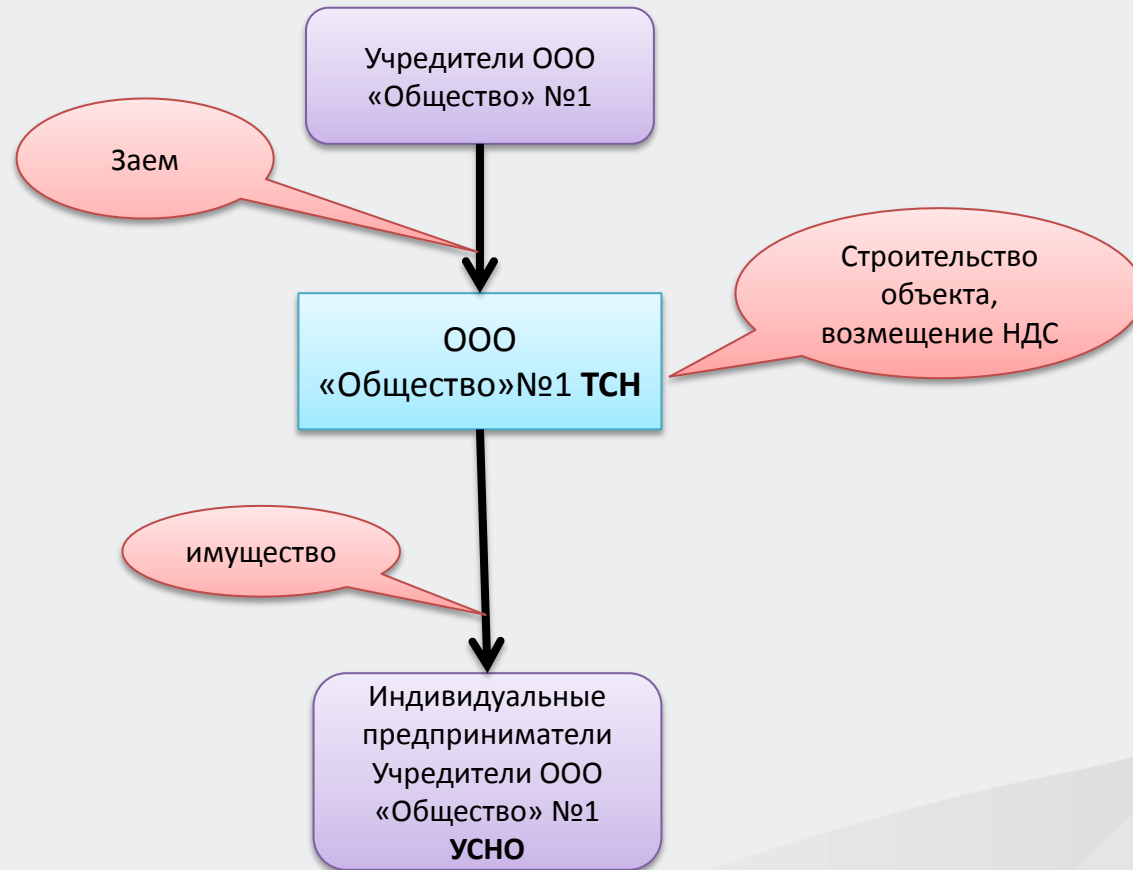 Учредители ООО
«Общество» №1
Заем
Строительство
объекта,
возмещение НДС
ООО
«Общество»№1 ТСН
имущество
Индивидуальные
предприниматели
Учредители ООО
«Общество» №1
УСНО